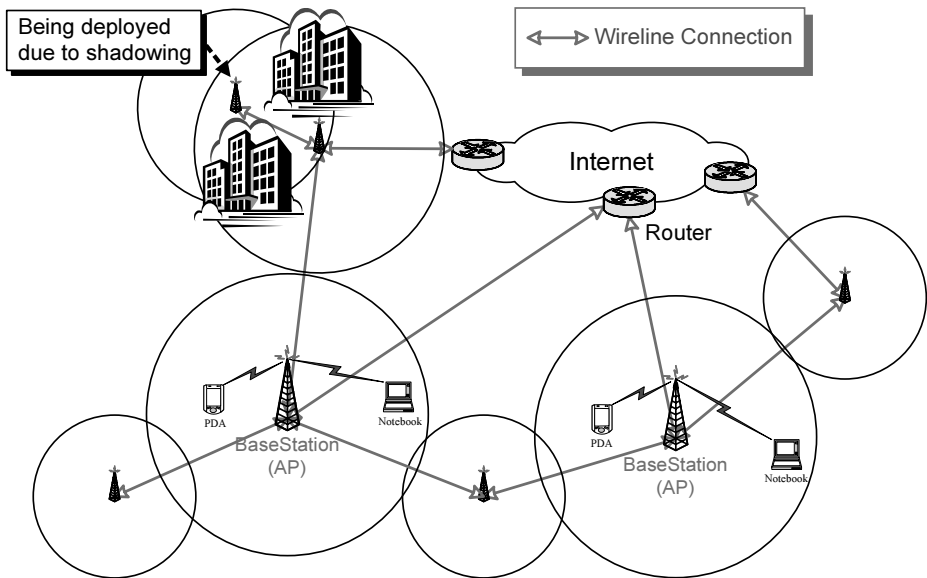 Being deployed
due to shadowing
Wireline Connection
Internet
Router
PDA
Notebook
BaseStation
(AP)
PDA
Notebook
BaseStation
(AP)